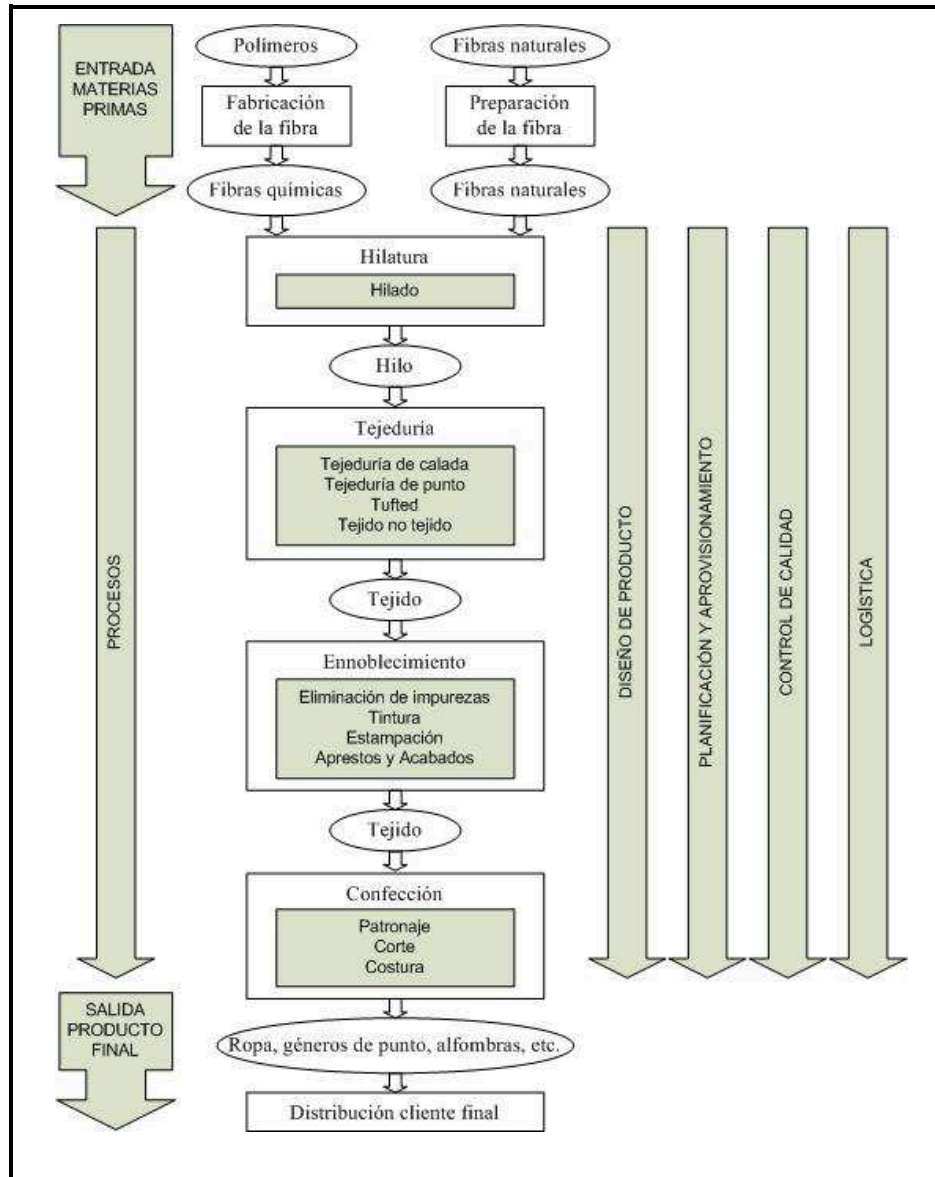 ENTRADA
MATERIAS
PRIMAS
Polímeros
Fibras naturales
Fabricación
de la fibra
Preparación
de la fibra
Fibras químicas
Fibras naturales
PROCESOS
Hilatura
Hilado
Hilo
Tejeduría
Tejeduría de calada
Tejeduría de punto
Tufted
Tejido no tejido
Tejido
Ennoblecimiento
Eliminación de impurezas
Tintura
Estampación
Aprestos y Acabados
Tejido
Confección
Patronaje
Corte
Costura
DISEÑO DE PRODUCTO
PLANIFICACIÓN Y APROVISIONAMIENTO
CONTROL DE CALIDAD
LOGÍSTICA
SALIDA
PRODUCTO
FINAL
Ropa, géneros de punto, alfombras, etc.
Distribución cliente final